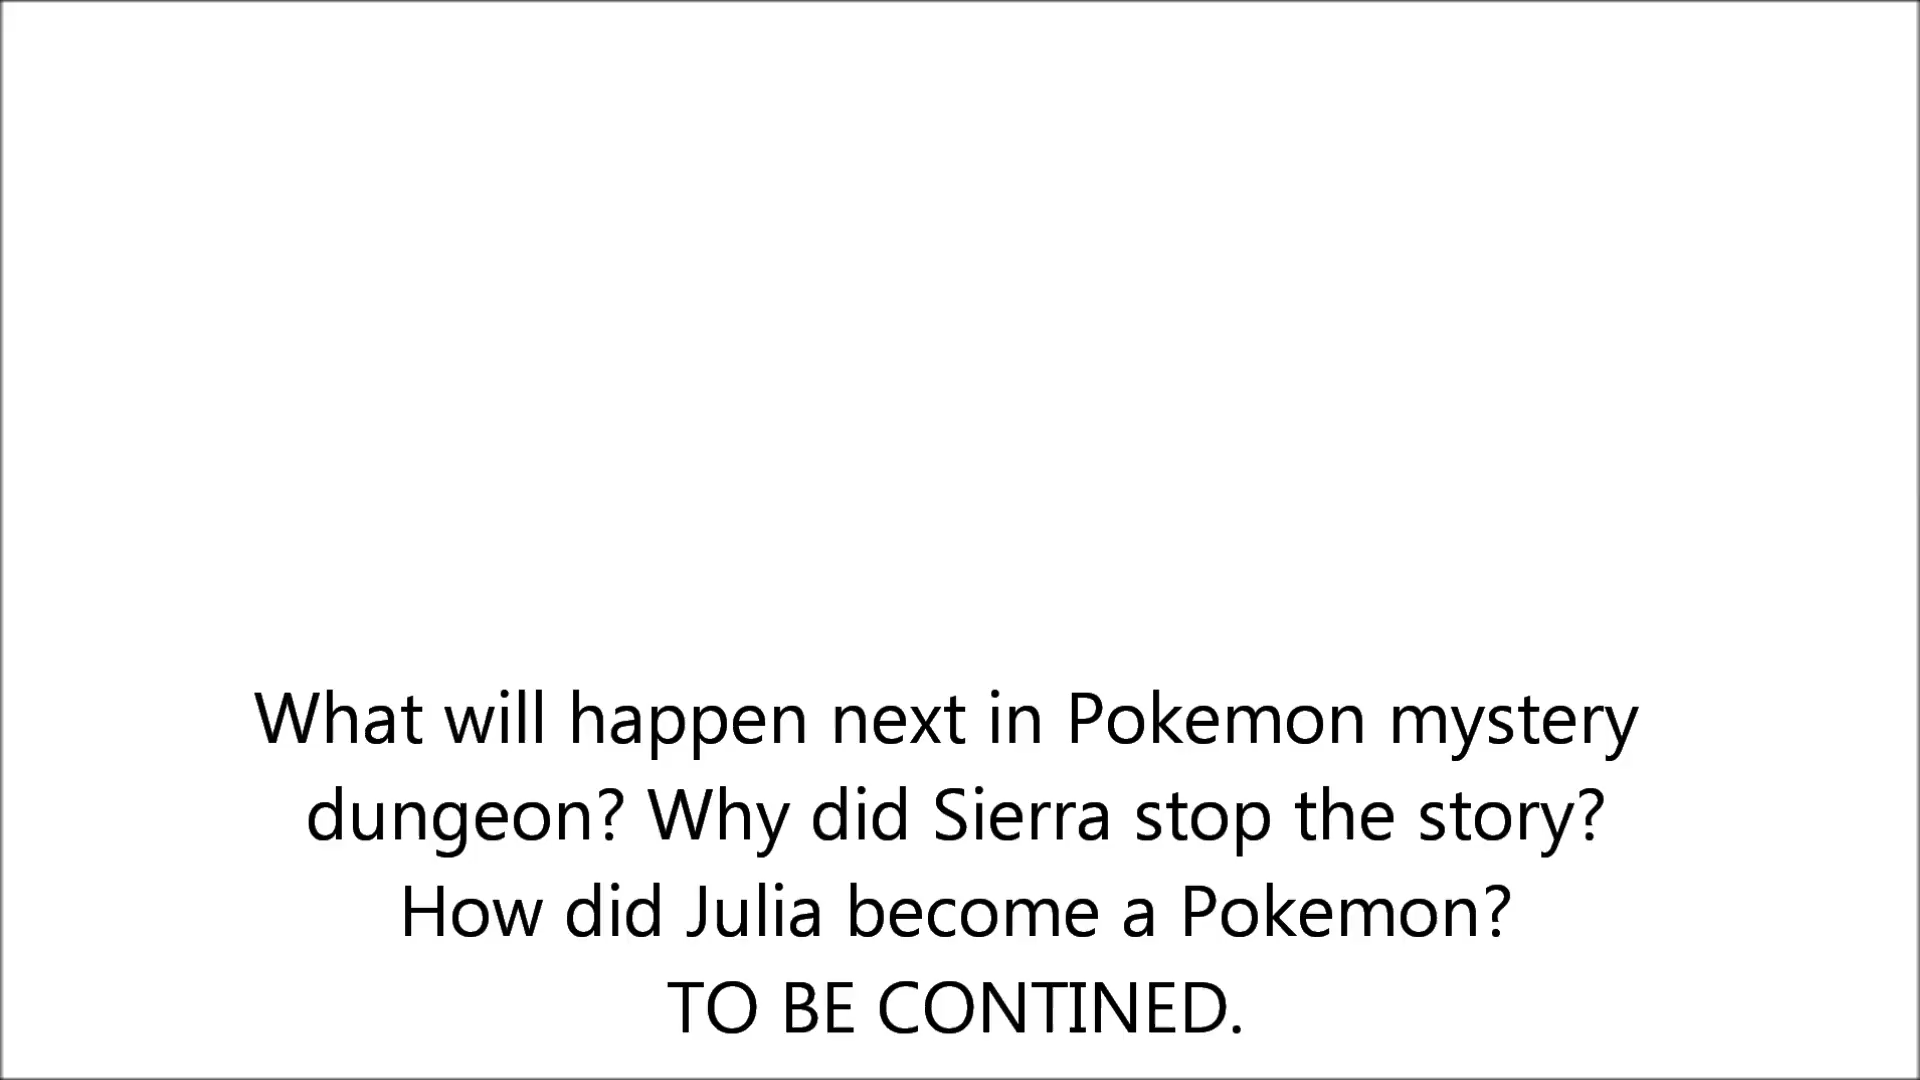 What will happen next in Pokemon mystery
dungeon? Why did Sierra stop the story?
How did Julia become a Pokemon?
TO BE CONTINED.